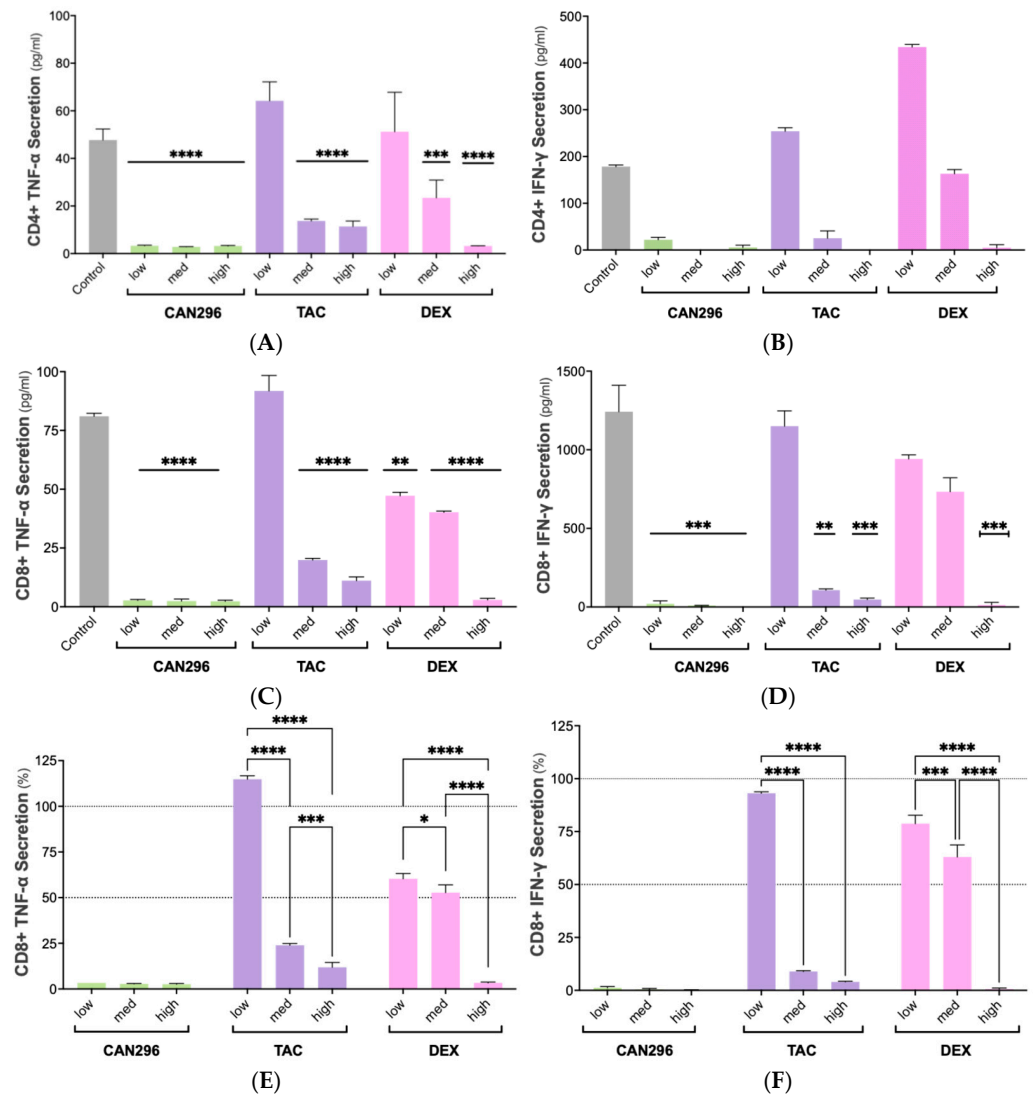 100
80
60
40
20
0
CD4+ TNF-α Secretion (pg/ml)
****
****
***
****
Control
low
med
high
low
med
high
low
med
high
CAN296
TAC
DEX
(A)
500
400
300
200
100
0
CD4+ IFN-γ Secretion (pg/ml)
Control
low
med
high
low
med
high
low
med
high
CAN296
TAC
DEX
(B)
100
75
50
25
0
CD8+ TNF-α Secretion (pg/ml)
****
****
**
****
Control
low
med
high
low
med
high
low
med
high
CAN296
TAC
DEX
(C)
1500
1000
500
0
CD8+ IFN-γ Secretion (pg/ml)
***
**
***
***
Control
low
med
high
low
med
high
low
med
high
CAN296
TAC
DEX
(D)
125
100
75
50
25
0
CD8+ TNF-α Secretion (%)
****
****
***
****
****
*
low
med
high
low
med
high
low
med
high
CAN296
TAC
DEX
(E)
125
100
75
50
25
0
CD8+ IFN-γ Secretion (%)
****
****
****
***
****
low
med
high
low
med
high
low
med
high
CAN296
TAC
DEX
(F)